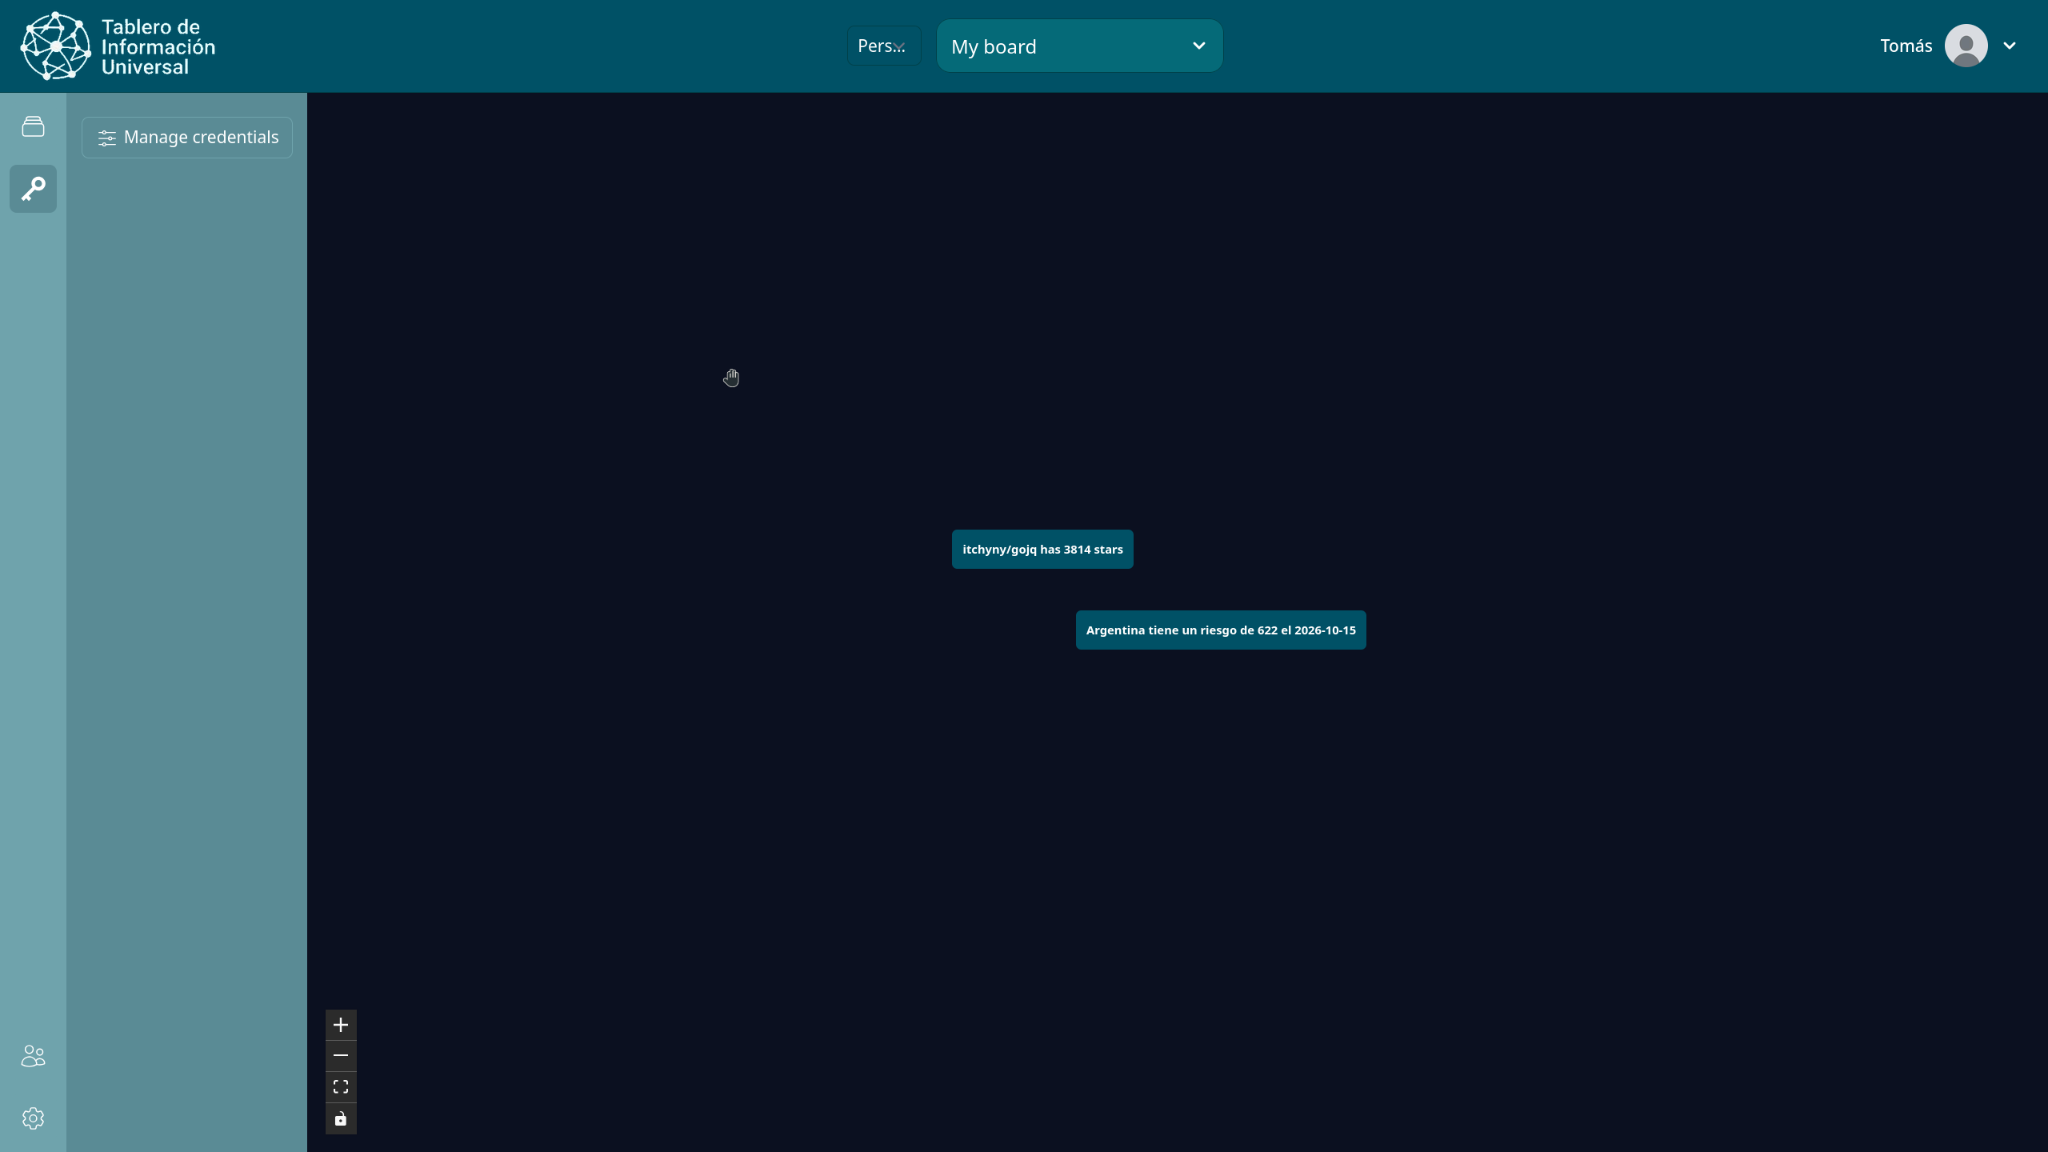 Tablero de
Información
Universal
Pers...
My board
Tomás
Manage credentials
itchyny/gojq has 3814 stars
Argentina tiene un riesgo de 622 el 2026-10-15